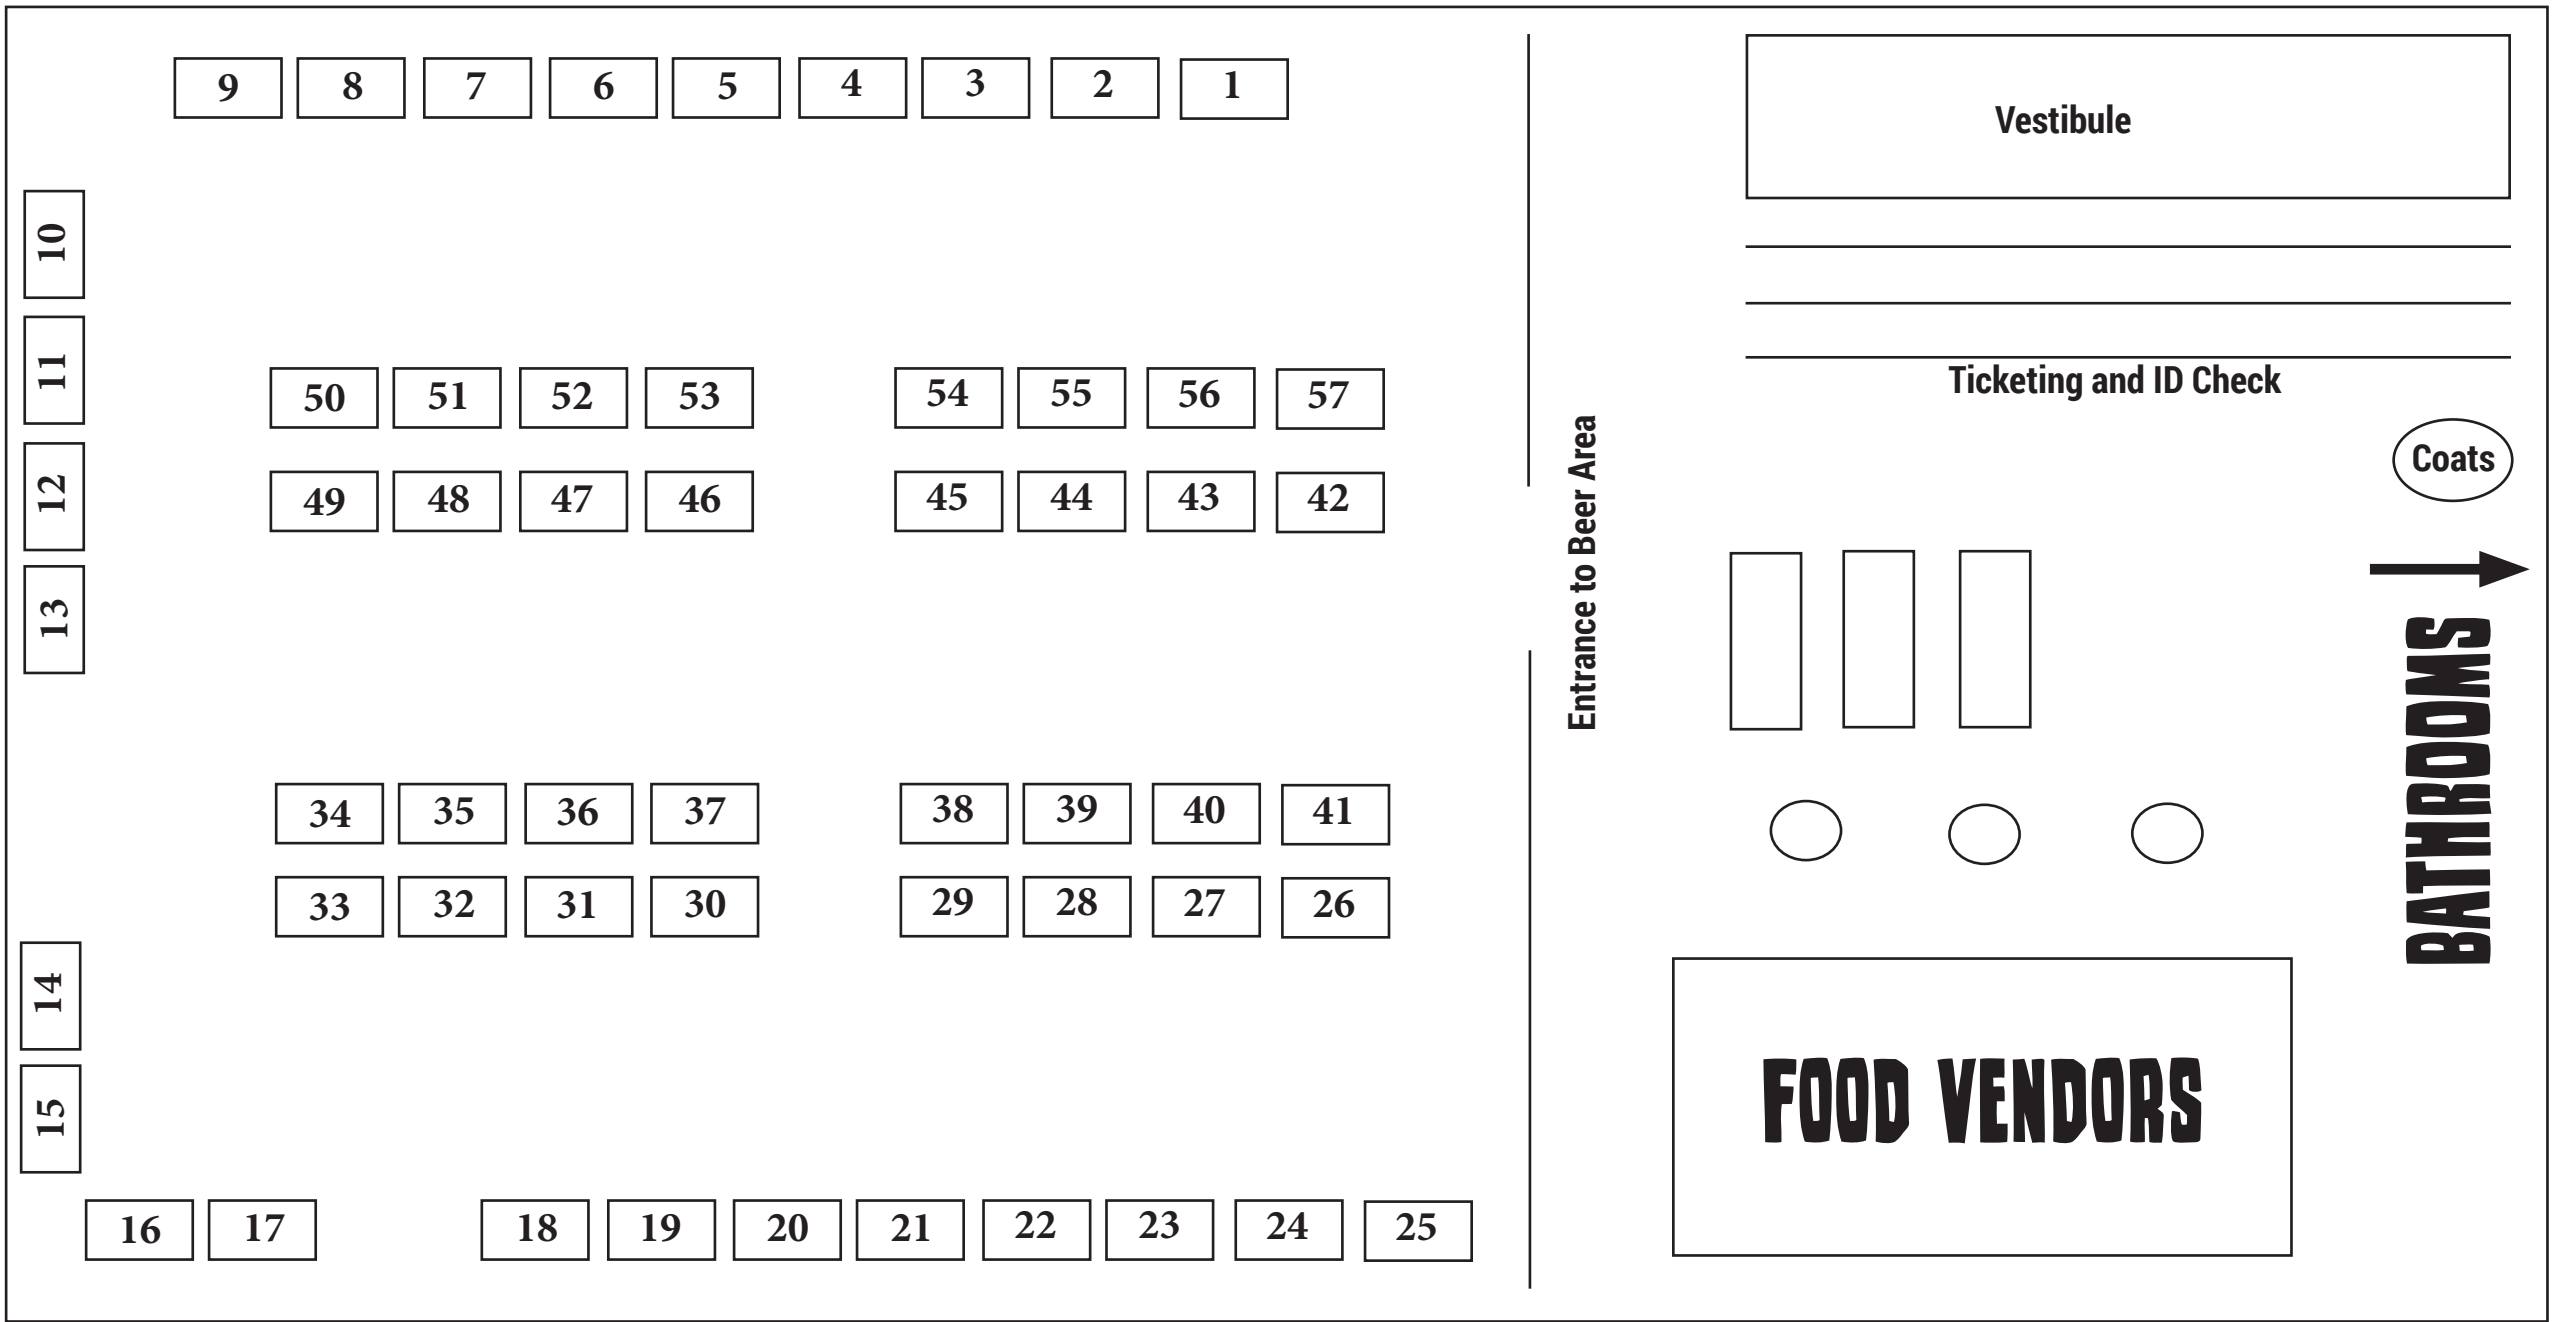 9 8 7 6 5 4 3 2 1
Vestibule
10
11
12
13
Ticketing and ID Check
Coats
50 51 52 53 54 55 56 57
49 48 47 46 45 44 43 42
Entrance to Beer Area
BATHROOMS
34 35 36 37 38 39 40 41
33 32 31 30 29 28 27 26
14
15
FOOD VENDORS
16 17 18 19 20 21 22 23 24 25